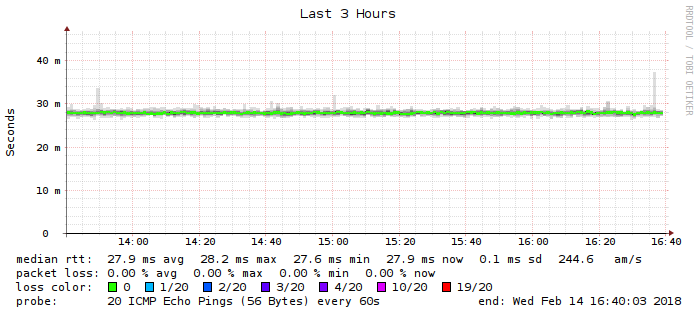 Last 3 Hours
RRDTOOL / TOBI OETIKER
Seconds
40 m
30 m
20 m
10 m
0
14:00 14:20 14:40 15:00 15:20 15:40 16:00 16:20 16:40
median rtt: 27.9 ms avg 28.2 ms max 27.6 ms min 27.9 ms now 0.1 ms sd 244.6 am/s
packet loss: 0.00 % avg 0.00 % max 0.00 % min 0.00 % now
loss color: 0 1/20 2/20 3/20 4/20 10/20 19/20
probe: 20 ICMP Echo Pings (56 Bytes) every 60s end: Wed Feb 14 16:40:03 2018